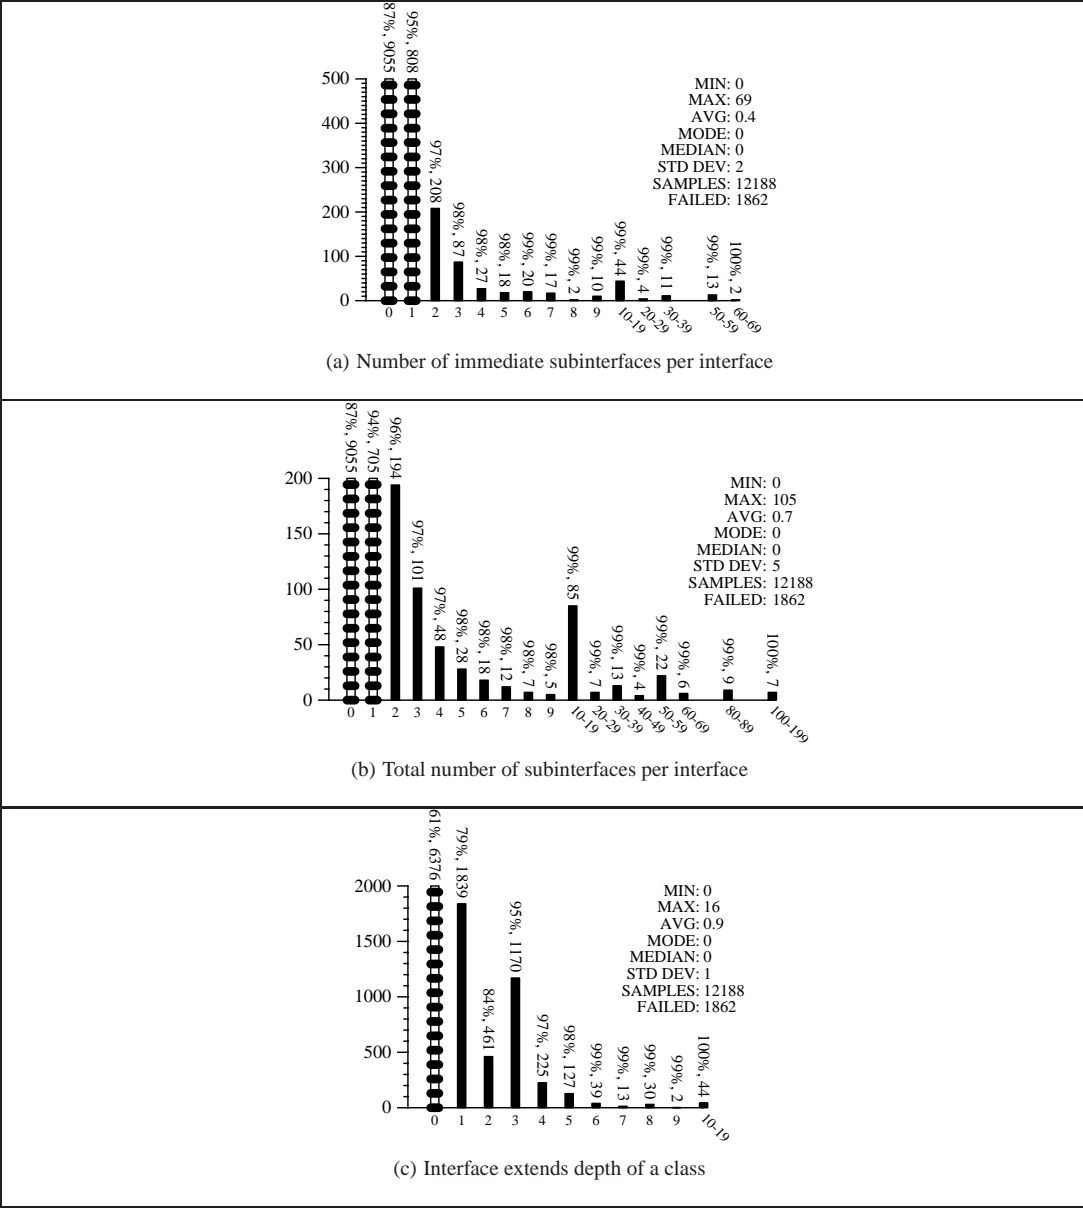 87%, 9055
95%, 808
97%, 208
98%, 87
98%, 27
98%, 18
99%, 20
99%, 17
99%, 2
99%, 10
99%, 44
99%, 4
99%, 11
99%, 13
100%, 2
500
400
300
200
100
0
0 1 2 3 4 5 6 7 8 9 10-19 20-29 30-39 50-59 60-69
MIN: 0
MAX: 69
AVG: 0.4
MODE: 0
MEDIAN: 0
STD DEV: 2
SAMPLES: 12188
FAILED: 1862
(a) Number of immediate subinterfaces per interface
87%, 9055
94%, 705
96%, 194
97%, 101
97%, 48
98%, 28
98%, 18
98%, 12
98%, 7
98%, 5
99%, 85
99%, 7
99%, 13
99%, 4
99%, 22
99%, 6
99%, 9
100%, 7
200
150
100
50
0
0 1 2 3 4 5 6 7 8 9 10-19 20-29 30-39 40-49 50-59 60-69 80-89 100-199
MIN: 0
MAX: 105
AVG: 0.7
MODE: 0
MEDIAN: 0
STD DEV: 5
SAMPLES: 12188
FAILED: 1862
(b) Total number of subinterfaces per interface
61%, 6376
79%, 1839
84%, 461
95%, 1170
97%, 225
98%, 127
99%, 39
99%, 13
99%, 30
99%, 2
100%, 44
2000
1500
1000
500
0
0 1 2 3 4 5 6 7 8 9 10-19
MIN: 0
MAX: 16
AVG: 0.9
MODE: 0
MEDIAN: 0
STD DEV: 1
SAMPLES: 12188
FAILED: 1862
(c) Interface extends depth of a class